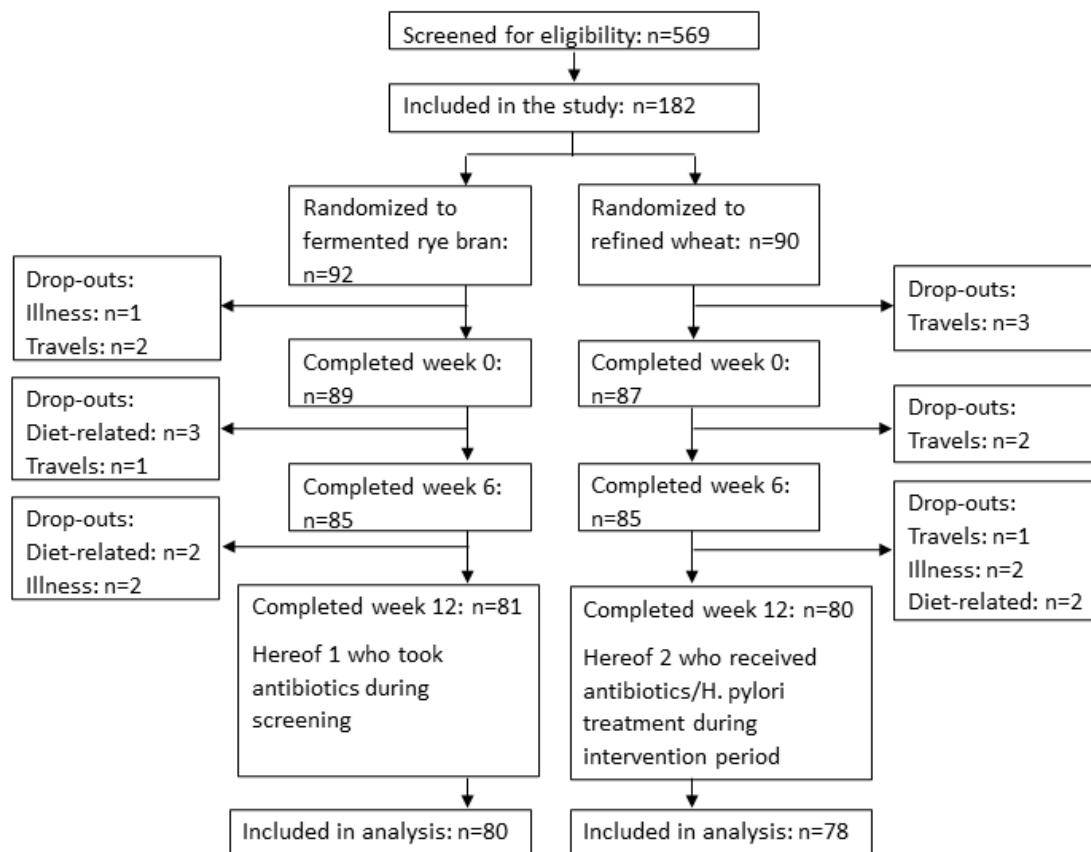 Screened for eligibility: n=569
Included in the study: n=182
Randomized to
fermented rye bran:
n=92
Randomized to
refined wheat: n=90
Drop-outs:
Illness: n=1
Travels: n=2
Drop-outs:
Travels: n=3
Completed week 0:
n=89
Completed week 0:
n=87
Drop-outs:
Diet-related: n=3
Travels: n=1
Drop-outs:
Travels: n=2
Completed week 6:
n=85
Completed week 6:
n=85
Drop-outs:
Diet-related: n=2
Illness: n=2
Drop-outs:
Travels: n=1
Illness: n=2
Diet-related: n=2
Completed week 12: n=81
Hereof 1 who took
antibiotics during
screening
Completed week 12: n=80
Hereof 2 who received
antibiotics/H. pylori
treatment during
intervention period
Included in analysis: n=80
Included in analysis: n=78